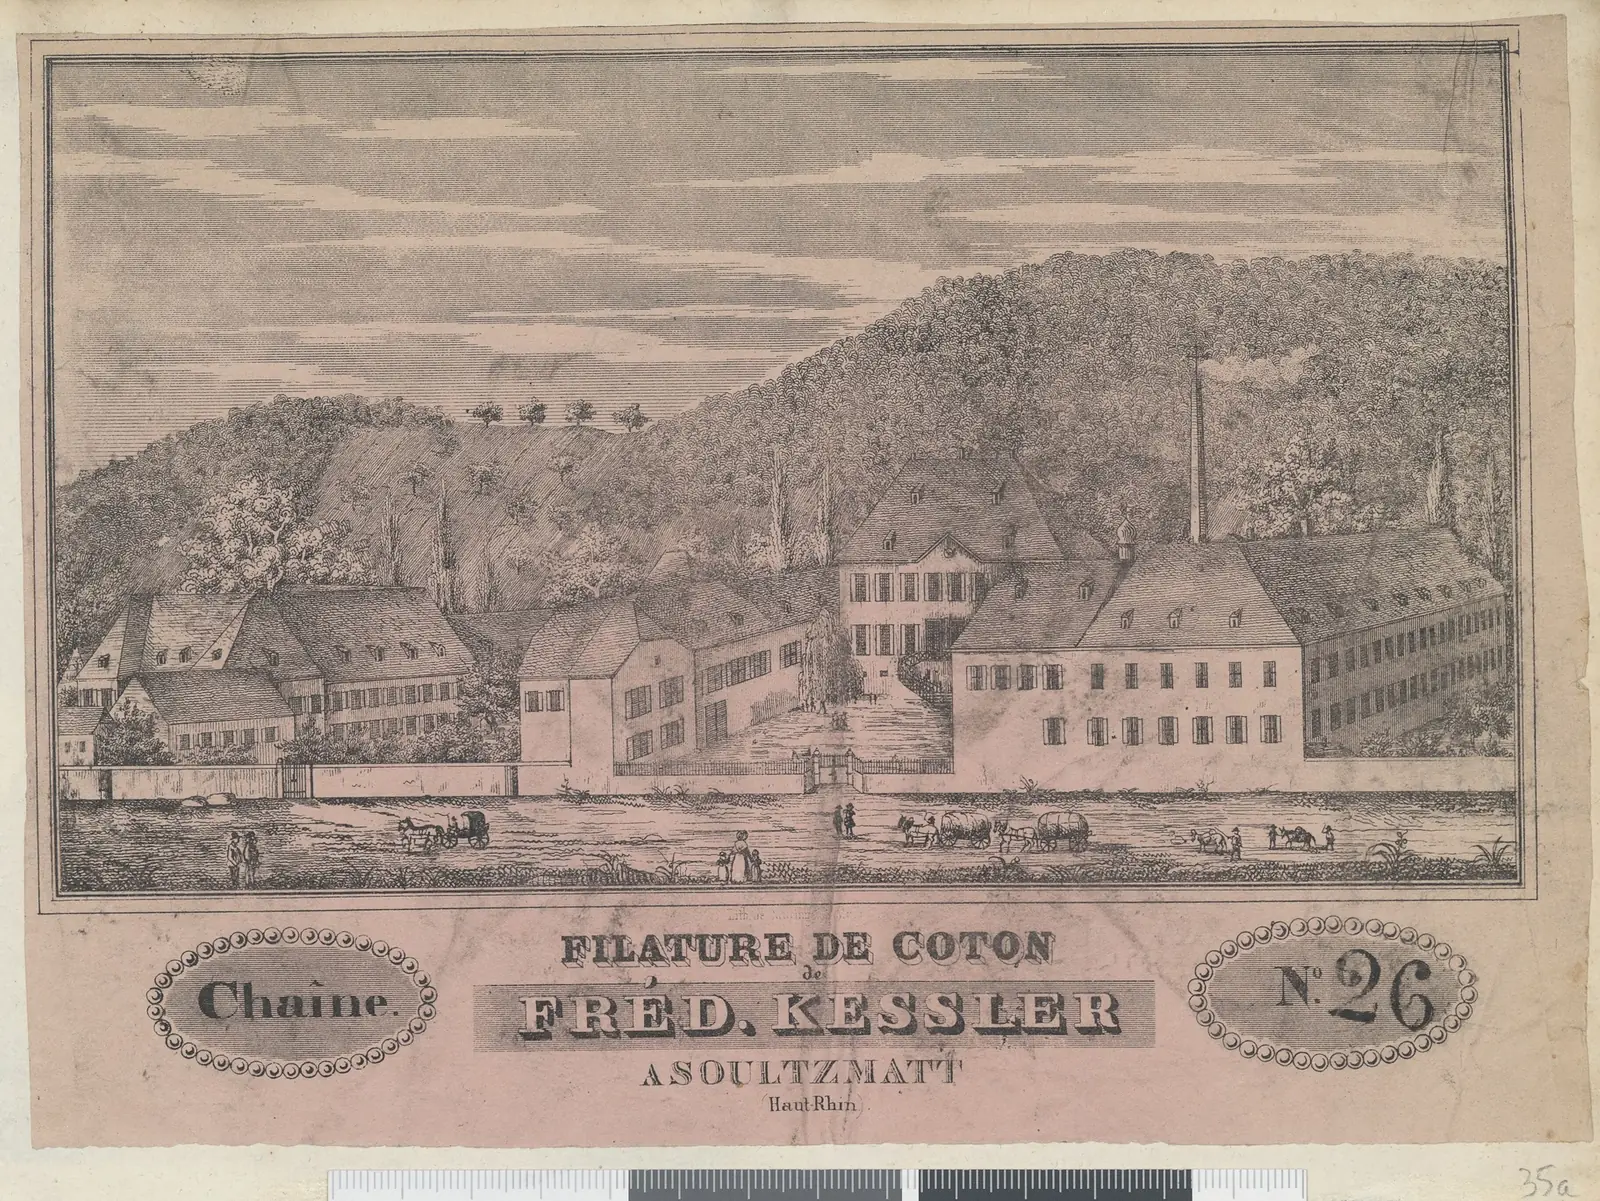 FILATURE DE COTON
de
FRÉD. KESSLER
A SOULTZMATT
(Haut-Rhin).
Chaîne.
N.º 26
35a